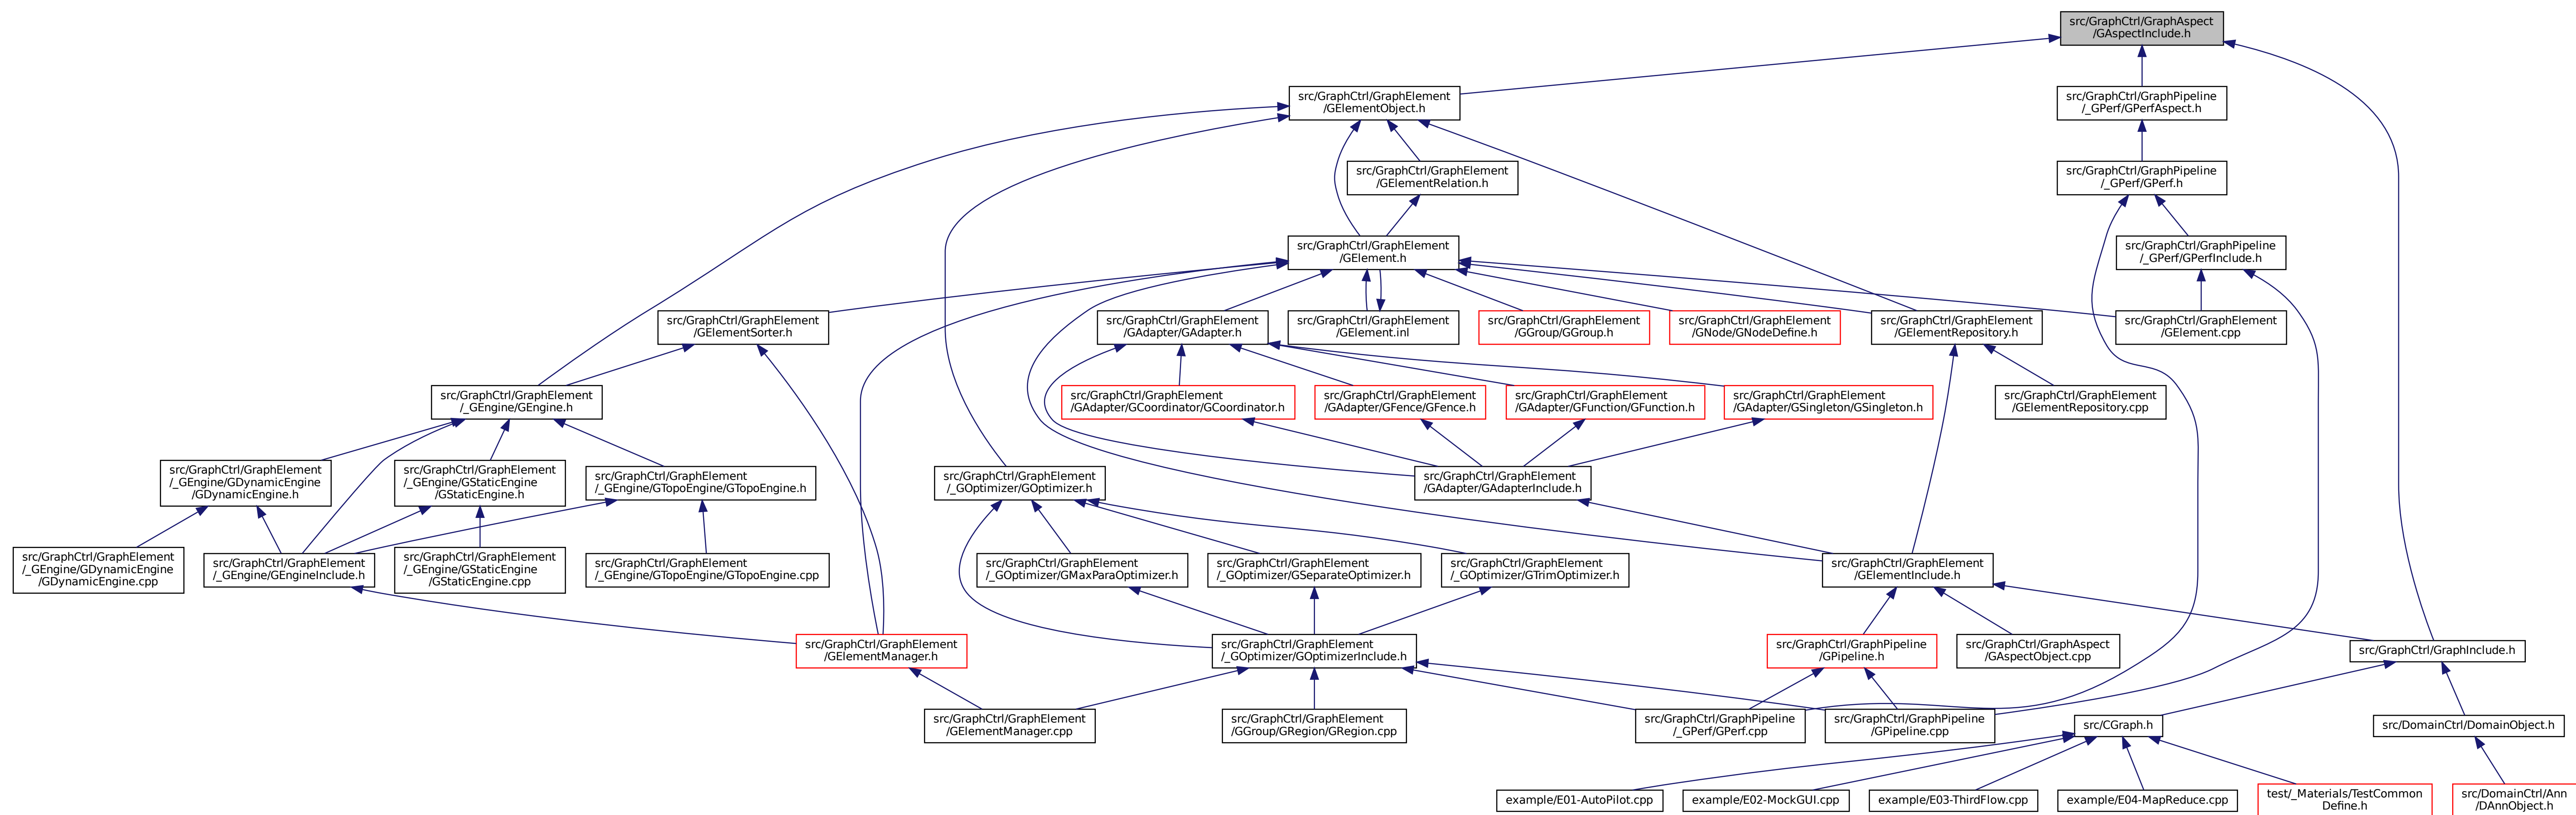 src/GraphCtrl/GraphAspect
/GAspectInclude.h
src/GraphCtrl/GraphElement
/GElementObject.h
src/GraphCtrl/GraphPipeline
/_GPerf/GPerfAspect.h
src/GraphCtrl/GraphElement
/GElementRelation.h
src/GraphCtrl/GraphPipeline
/_GPerf/GPerf.h
src/GraphCtrl/GraphElement
/GElement.h
src/GraphCtrl/GraphPipeline
/_GPerf/GPerfInclude.h
src/GraphCtrl/GraphElement
/GElementSorter.h
src/GraphCtrl/GraphElement
/GAdapter/GAdapter.h
src/GraphCtrl/GraphElement
/GElement.inl
src/GraphCtrl/GraphElement
/GGroup/GGroup.h
src/GraphCtrl/GraphElement
/GNode/GNodeDefine.h
src/GraphCtrl/GraphElement
/GElementRepository.h
src/GraphCtrl/GraphElement
/GElement.cpp
src/GraphCtrl/GraphElement
/_GEngine/GEngine.h
src/GraphCtrl/GraphElement
/GAdapter/GCoordinator/GCoordinator.h
src/GraphCtrl/GraphElement
/GAdapter/GFence/GFence.h
src/GraphCtrl/GraphElement
/GAdapter/GFunction/GFunction.h
src/GraphCtrl/GraphElement
/GAdapter/GSingleton/GSingleton.h
src/GraphCtrl/GraphElement
/GElementRepository.cpp
src/GraphCtrl/GraphElement
/_GEngine/GDynamicEngine
/GDynamicEngine.h
src/GraphCtrl/GraphElement
/_GEngine/GStaticEngine
/GStaticEngine.h
src/GraphCtrl/GraphElement
/_GEngine/GTopoEngine/GTopoEngine.h
src/GraphCtrl/GraphElement
/_GOptimizer/GOptimizer.h
src/GraphCtrl/GraphElement
/GAdapter/GAdapterInclude.h
src/GraphCtrl/GraphElement
/_GEngine/GDynamicEngine
/GDynamicEngine.cpp
src/GraphCtrl/GraphElement
/_GEngine/GEngineInclude.h
src/GraphCtrl/GraphElement
/_GEngine/GStaticEngine
/GStaticEngine.cpp
src/GraphCtrl/GraphElement
/_GEngine/GTopoEngine/GTopoEngine.cpp
src/GraphCtrl/GraphElement
/_GOptimizer/GMaxParaOptimizer.h
src/GraphCtrl/GraphElement
/_GOptimizer/GSeparateOptimizer.h
src/GraphCtrl/GraphElement
/_GOptimizer/GTrimOptimizer.h
src/GraphCtrl/GraphElement
/GElementInclude.h
src/GraphCtrl/GraphElement
/GElementManager.h
src/GraphCtrl/GraphElement
/_GOptimizer/GOptimizerInclude.h
src/GraphCtrl/GraphPipeline
/GPipeline.h
src/GraphCtrl/GraphAspect
/GAspectObject.cpp
src/GraphCtrl/GraphInclude.h
src/GraphCtrl/GraphElement
/GElementManager.cpp
src/GraphCtrl/GraphElement
/GGroup/GRegion/GRegion.cpp
src/GraphCtrl/GraphPipeline
/_GPerf/GPerf.cpp
src/GraphCtrl/GraphPipeline
/GPipeline.cpp
src/CGraph.h
src/DomainCtrl/DomainObject.h
example/E01-AutoPilot.cpp
example/E02-MockGUI.cpp
example/E03-ThirdFlow.cpp
example/E04-MapReduce.cpp
test/_Materials/TestCommon
Define.h
src/DomainCtrl/Ann
/DAnnObject.h